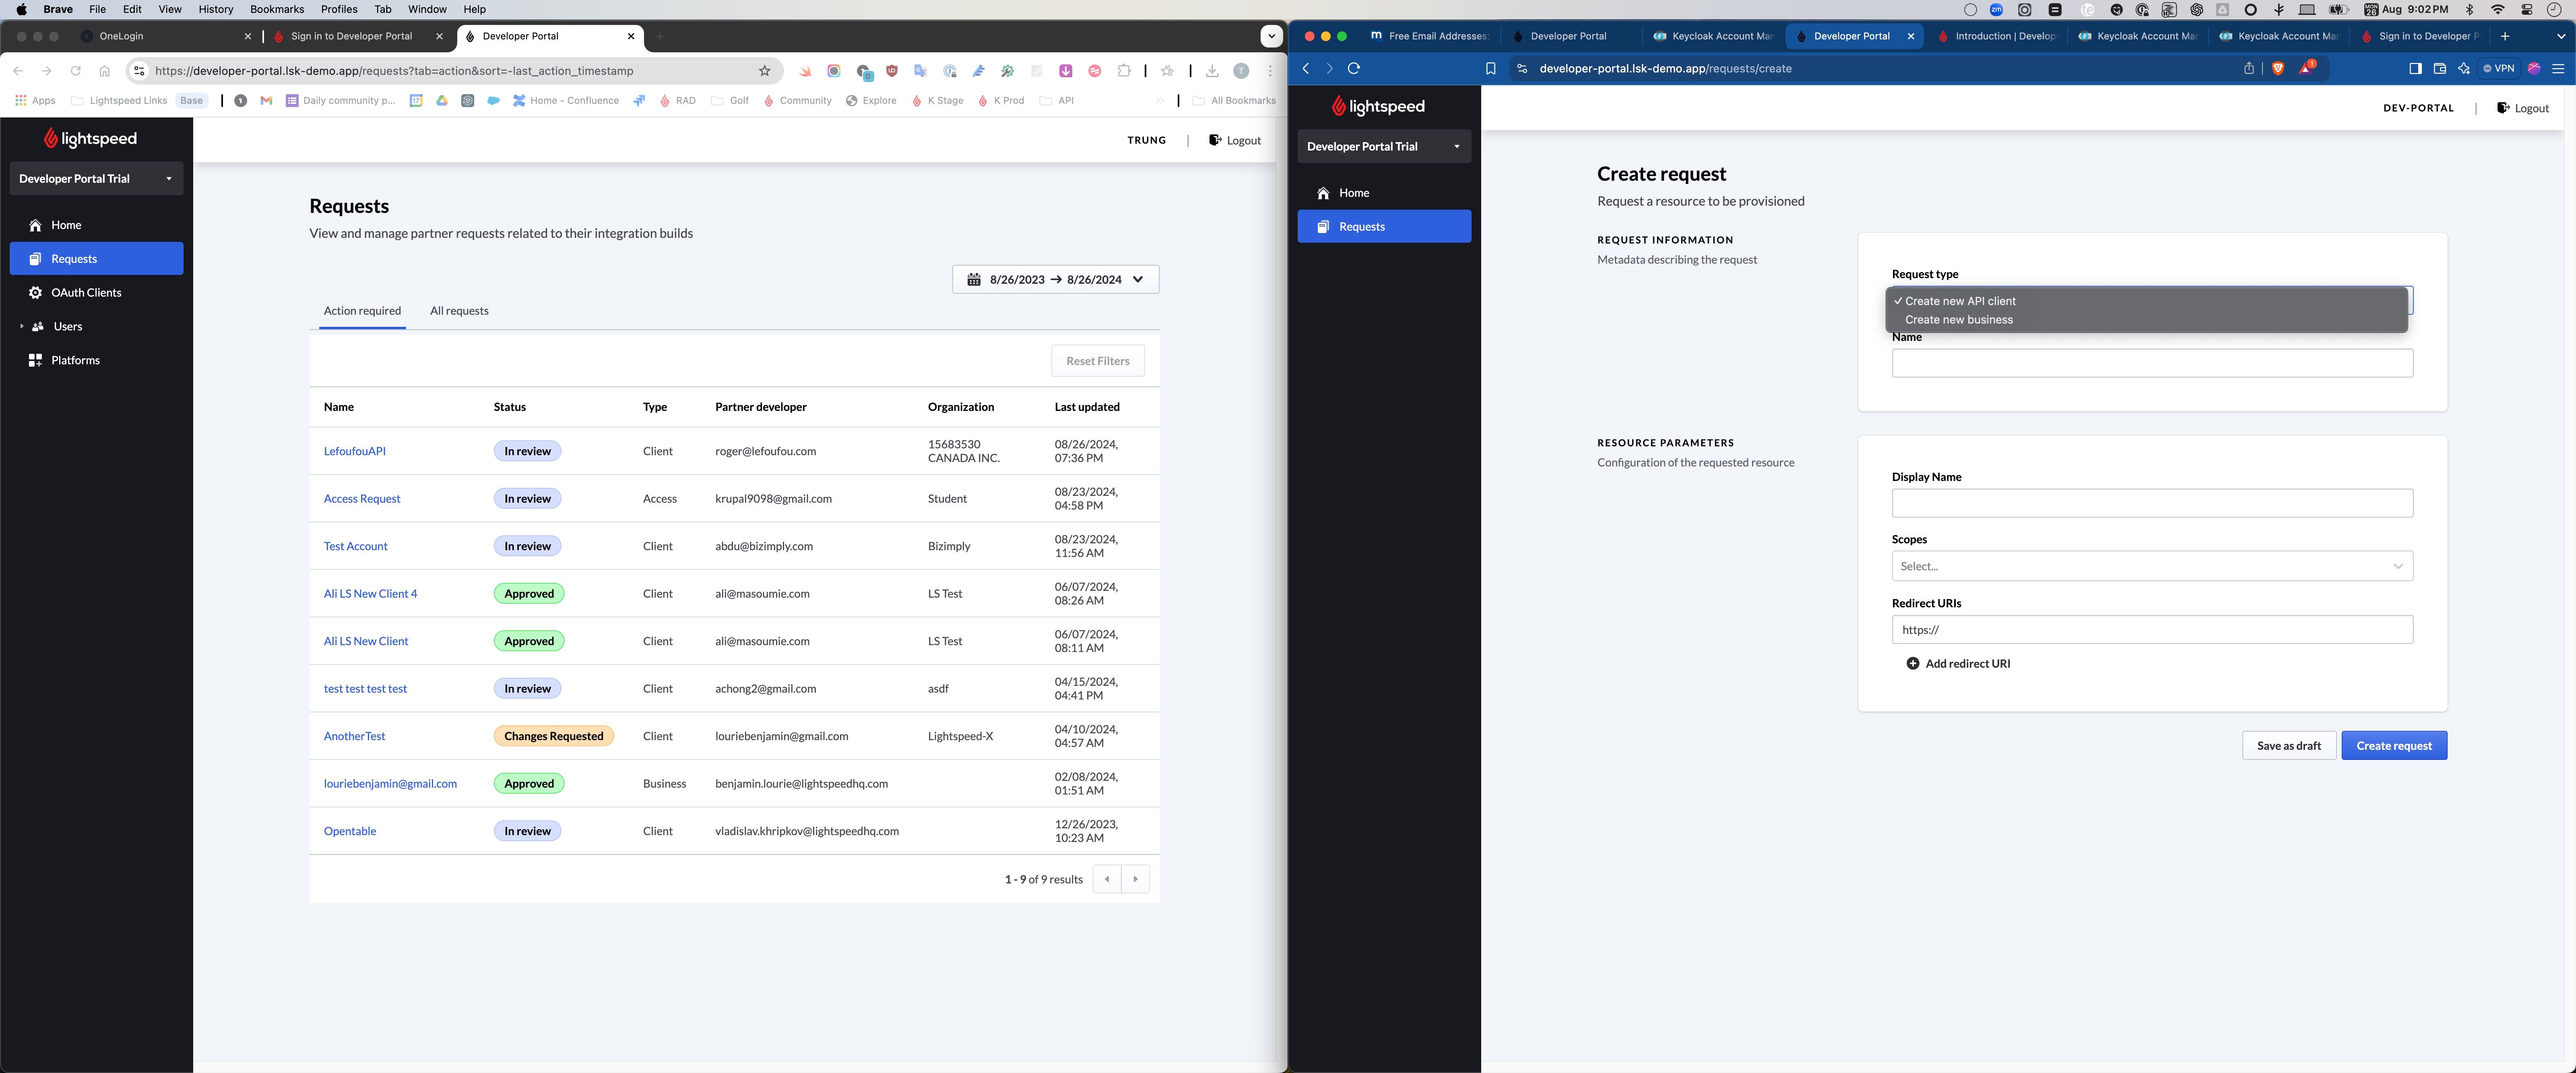 Brave File Edit View History Bookmarks Profiles Tab Window Help
Aug 9:02 PM
OneLogin
Sign in to Developer Portal
Developer Portal
https://developer-portal.lsk-demo.app/requests?tab=action&sort=-last_action_timestamp
Apps Lightspeed Links Base Daily community p... Home - Confluence RAD Golf Community Explore K Stage K Prod API All Bookmarks
lightspeed
Developer Portal Trial
Home
Requests
OAuth Clients
Users
Platforms
TRUNG | Logout
Requests
View and manage partner requests related to their integration builds
8/26/2023 → 8/26/2024
Action required All requests
Reset Filters
Name Status Type Partner developer Organization Last updated
LefoufouAPI In review Client roger@lefoufou.com 15683530 CANADA INC. 08/26/2024, 07:36 PM
Access Request In review Access krupal9098@gmail.com Student 08/23/2024, 04:58 PM
Test Account In review Client abdu@bizimply.com Bizimply 08/23/2024, 11:56 AM
Ali LS New Client 4 Approved Client ali@masoumie.com LS Test 06/07/2024, 08:26 AM
Ali LS New Client Approved Client ali@masoumie.com LS Test 06/07/2024, 08:11 AM
test test test test In review Client achong2@gmail.com asdf 04/15/2024, 04:41 PM
AnotherTest Changes Requested Client louriebenjamin@gmail.com Lightspeed-X 04/10/2024, 04:57 AM
louriebenjamin@gmail.com Approved Business benjamin.lourie@lightspeedhq.com 02/08/2024, 01:51 AM
Opentable In review Client vladislav.khripkov@lightspeedhq.com 12/26/2023, 10:23 AM
1 - 9 of 9 results
Free Email Addresses:
Developer Portal
Keycloak Account Man
Developer Portal
Introduction | Develope
Keycloak Account Man
Keycloak Account Man
Sign in to Developer P
developer-portal.lsk-demo.app/requests/create
VPN
lightspeed
Developer Portal Trial
Home
Requests
DEV-PORTAL | Logout
Create request
Request a resource to be provisioned
REQUEST INFORMATION
Metadata describing the request
Request type
✓ Create new API client
Create new business
Name
RESOURCE PARAMETERS
Configuration of the requested resource
Display Name
Scopes
Select...
Redirect URIs
https://
Add redirect URI
Save as draft
Create request